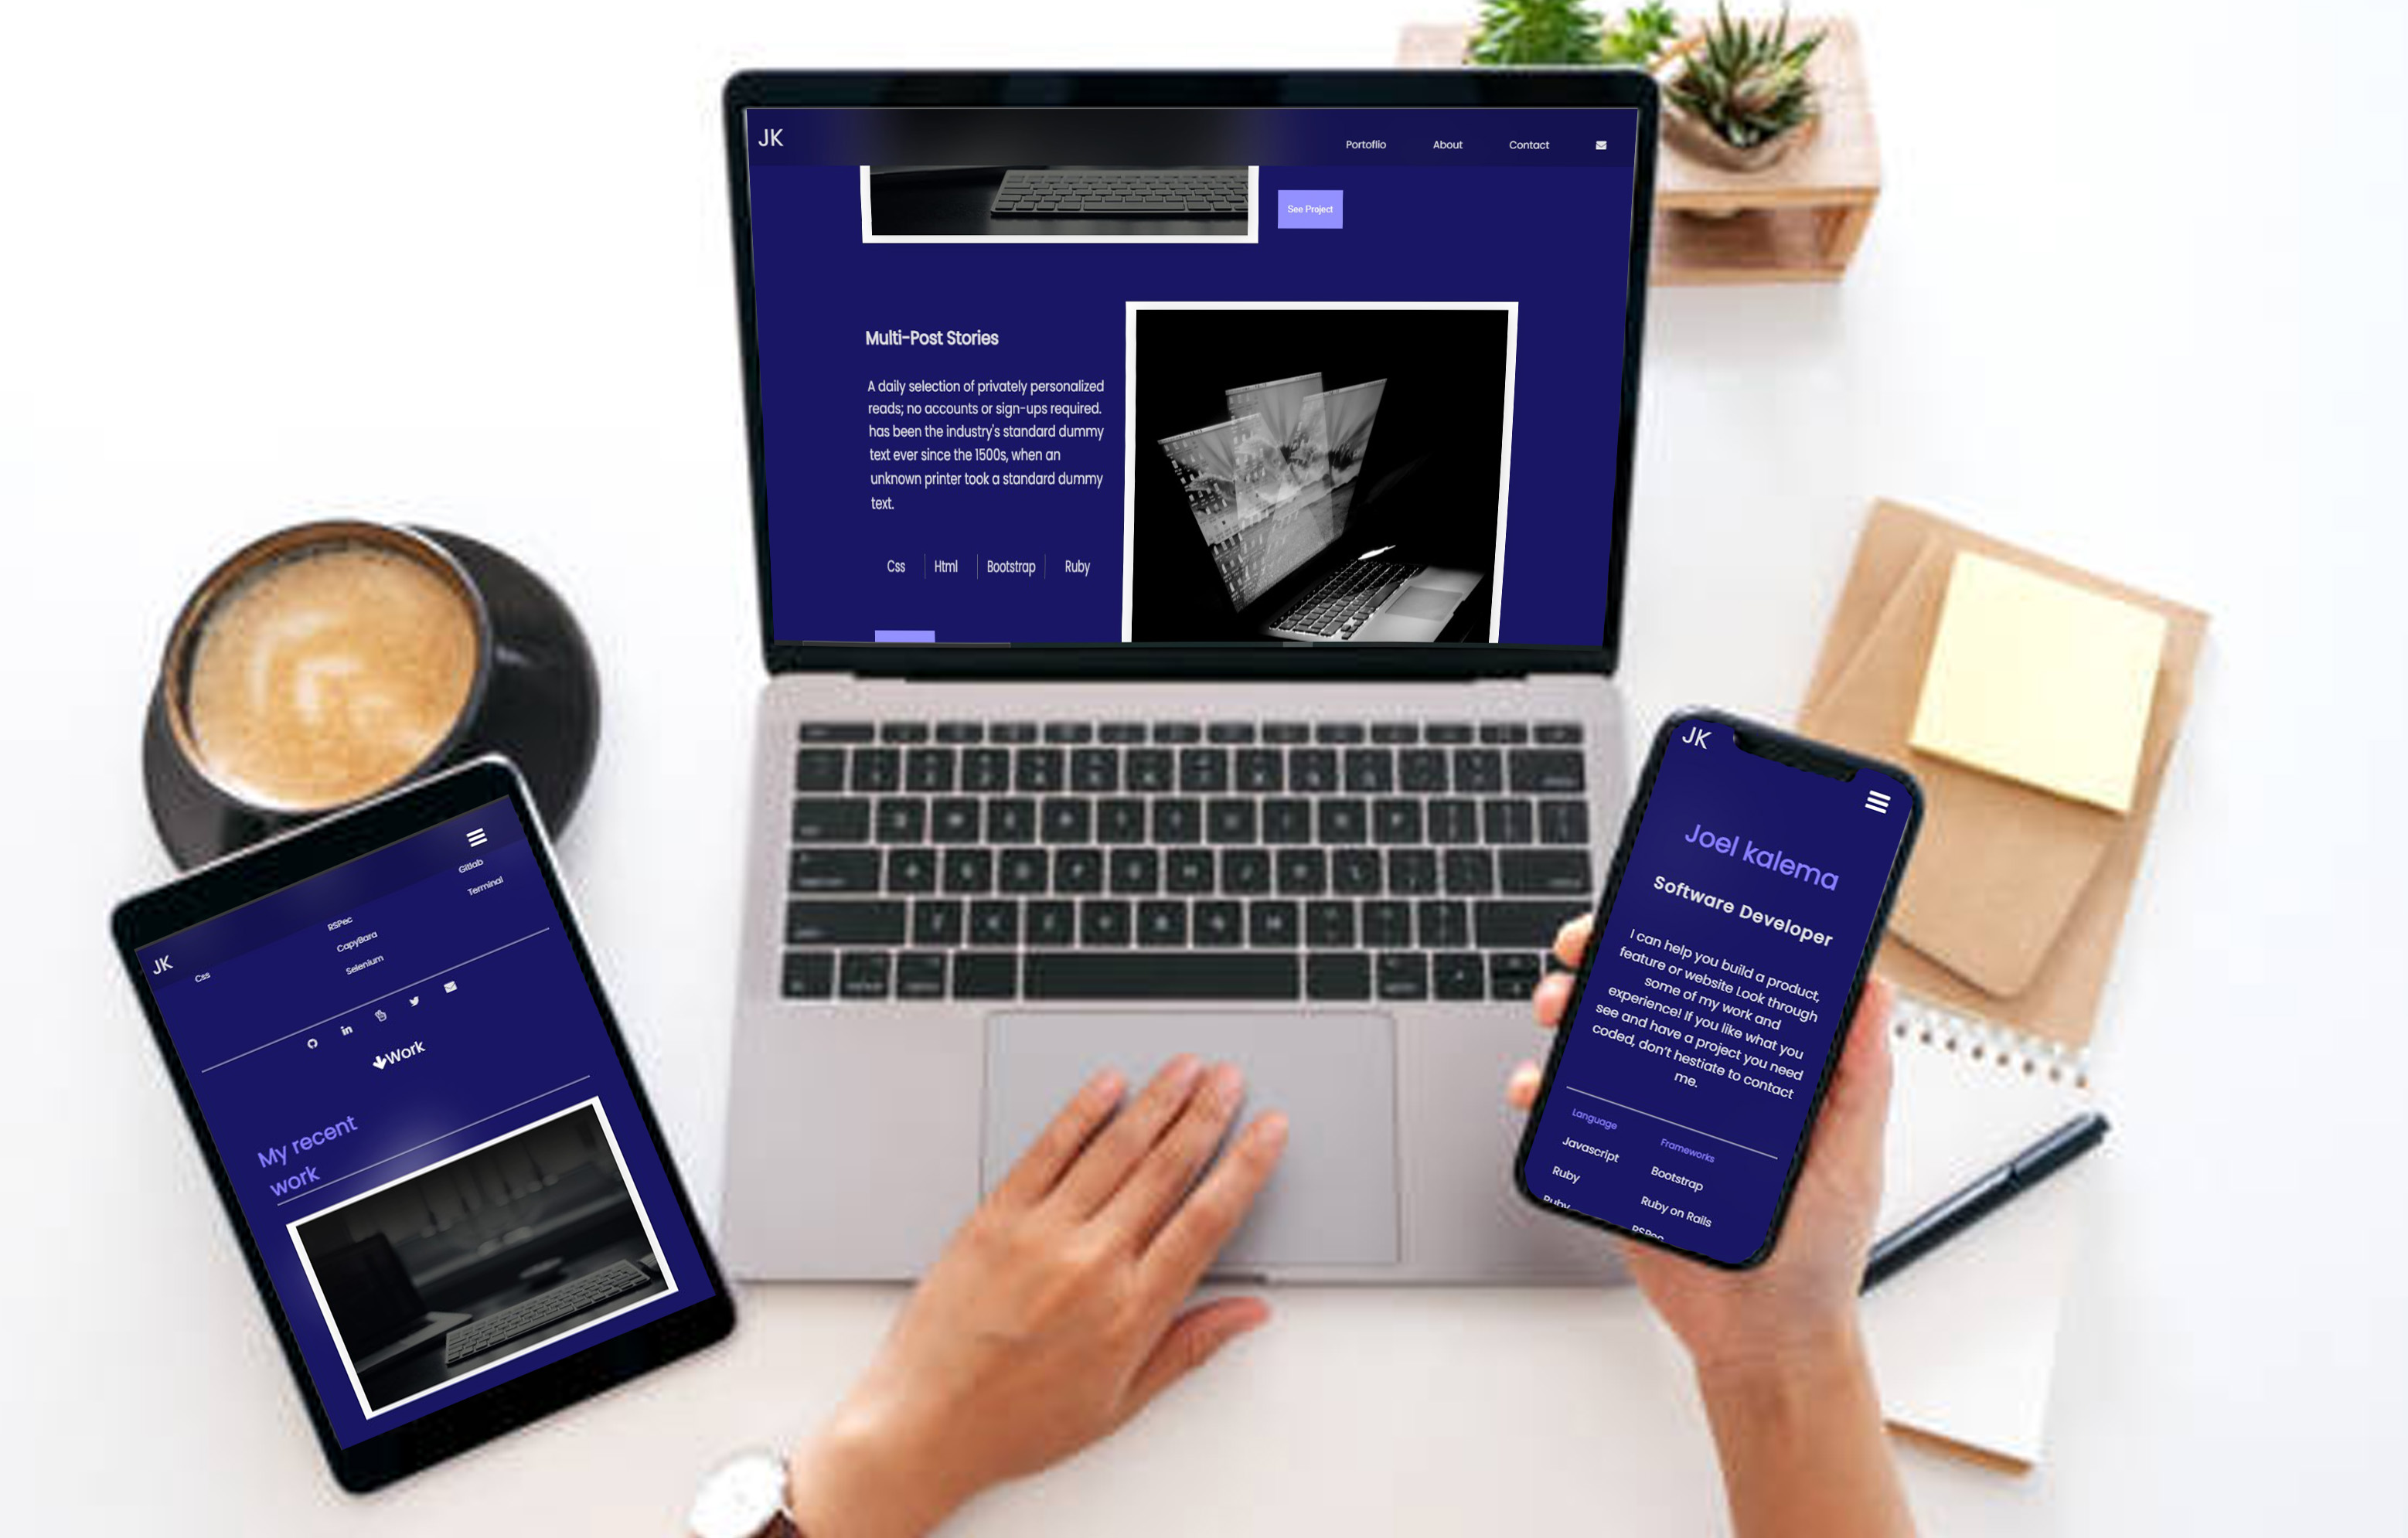 JK
Portoflio
About
Contact
See Project
Multi-Post Stories
A daily selection of privately personalized
reads; no accounts or sign-ups required.
has been the industry's standard dummy
text ever since the 1500s, when an
unknown printer took a standard dummy
text.
Css
Html
Bootstrap
Ruby
JK
Gitlab
Terminal
RSPec
CapyBara
Selenium
Css
in
Work
My recent
work
JK
Joel kalema
Software Developer
I can help you build a product,
feature or website Look through
some of my work and
experience! If you like what you
see and have a project you need
coded, don't hestiate to contact
me.
Language
Javascript
Ruby
Ruby
Frameworks
Bootstrap
Ruby on Rails
RSPec